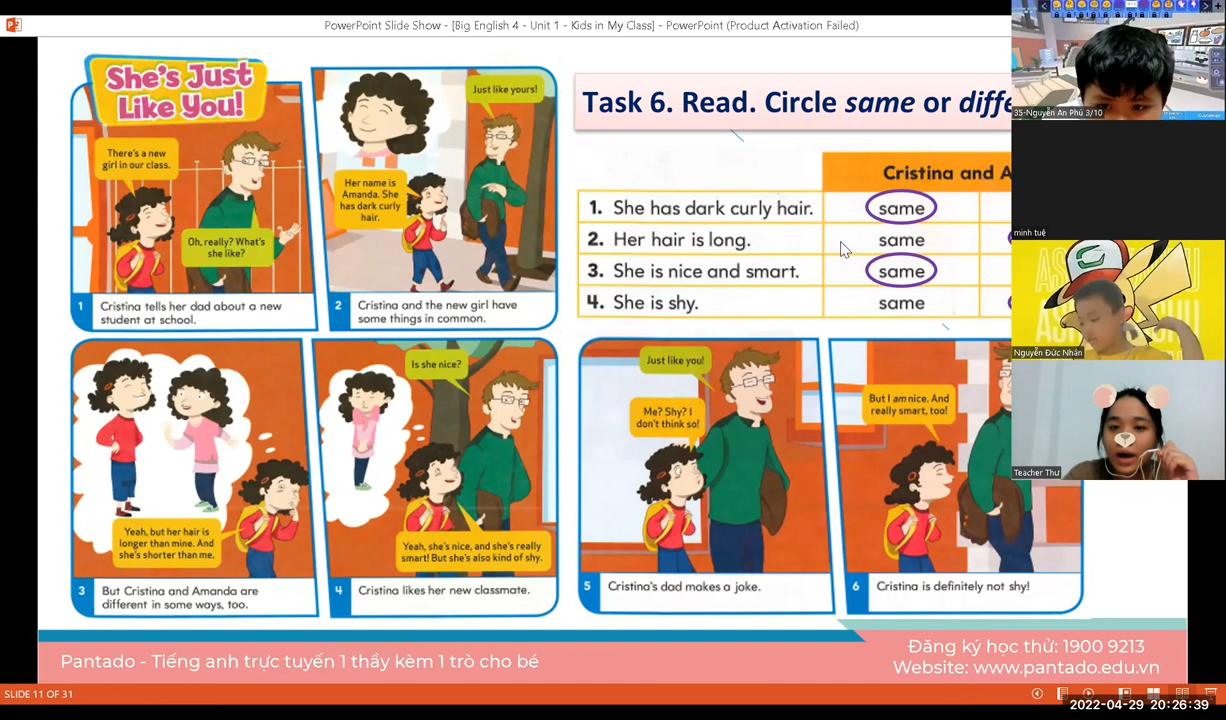 PowerPoint Slide Show - [Big English 4 - Unit 1 - Kids in My Class] - PowerPoint (Product Activation Failed)
She's Just
Like You!
There's a new
girl in our class.
Oh, really? What's
she like?
1 Cristina tells her dad about a new
student at school.
Just like yours!
Her name is
Amanda. She
has dark curly
hair.
2 Cristina and the new girl have
some things in common.
Task 6. Read. Circle same or diffe
Cristina and A
1. She has dark curly hair. same
2. Her hair is long. same
3. She is nice and smart. same
4. She is shy. same
Yeah, but her hair is
longer than mine. And
she's shorter than me.
3 But Cristina and Amanda are
different in some ways, too.
Is she nice?
Yeah, she's nice, and she's really
smart! But she's also kind of shy.
4 Cristina likes her new classmate.
Just like you!
Me? Shy? I
don't think so!
5 Cristina's dad makes a joke.
But I am nice. And
really smart, too!
6 Cristina is definitely not shy!
35-Nguyễn An Phú 3/10
minh tuệ
Nguyễn Đức Nhân
Teacher Thư
Pantado - Tiếng anh trực tuyến 1 thầy kèm 1 trò cho bé
Đăng ký học thử: 1900 9213
Website: www.pantado.edu.vn
SLIDE 11 OF 31
2022-04-29 20:26:39